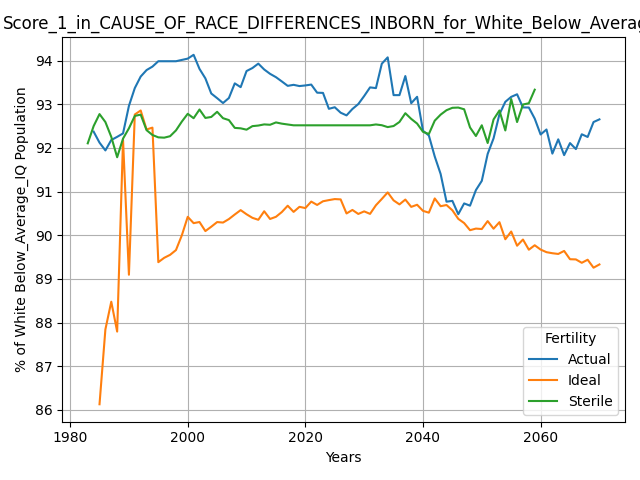 Score_1_in_CAUSE_OF_RACE_DIFFERENCES_INBORN_for_White_Below_Averag
% of White Below_Average_IQ Population
94
93
92
91
90
89
88
87
86
1980
2000
2020
2040
2060
Years
Fertility
Actual
Ideal
Sterile